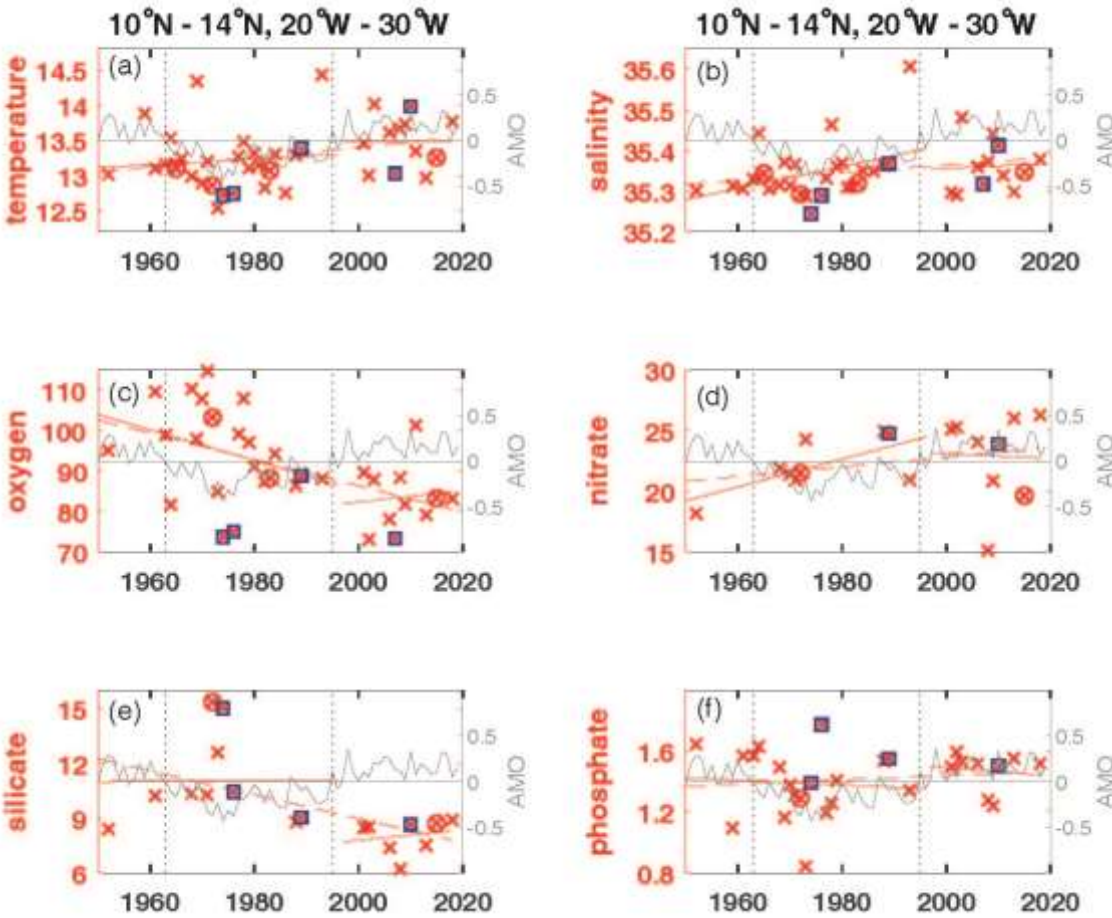 10°N - 14°N, 20°W - 30°W
10°N - 14°N, 20°W - 30°W
(a)
temperature
14.5
14
13.5
13
12.5
0.5
0
-0.5
AMO
1960 1980 2000 2020
(b)
salinity
35.6
35.5
35.4
35.3
35.2
0.5
0
-0.5
AMO
1960 1980 2000 2020
(c)
oxygen
110
100
90
80
70
0.5
0
-0.5
AMO
1960 1980 2000 2020
(d)
nitrate
30
25
20
15
0.5
0
-0.5
AMO
1960 1980 2000 2020
(e)
silicate
15
12
9
6
0.5
0
-0.5
AMO
1960 1980 2000 2020
(f)
phosphate
1.6
1.2
0.8
0.5
0
-0.5
AMO
1960 1980 2000 2020